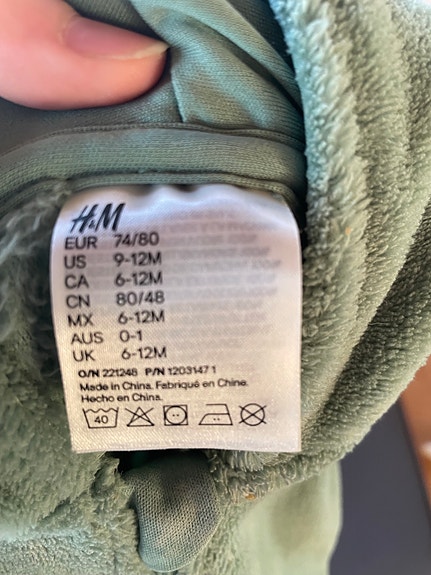 H&M
EUR 74/80
US 9-12M
CA 6-12M
CN 80/48
MX 6-12M
AUS 0-1
UK 6-12M
O/N 221248 P/N 12031471
Made in China. Fabriqué en Chine.
Hecho en China.
40